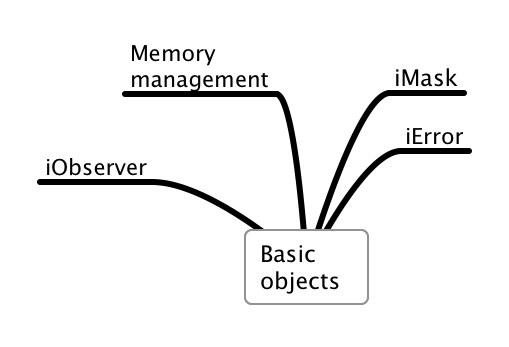 Memory
management
iMask
iError
iObserver
Basic
objects